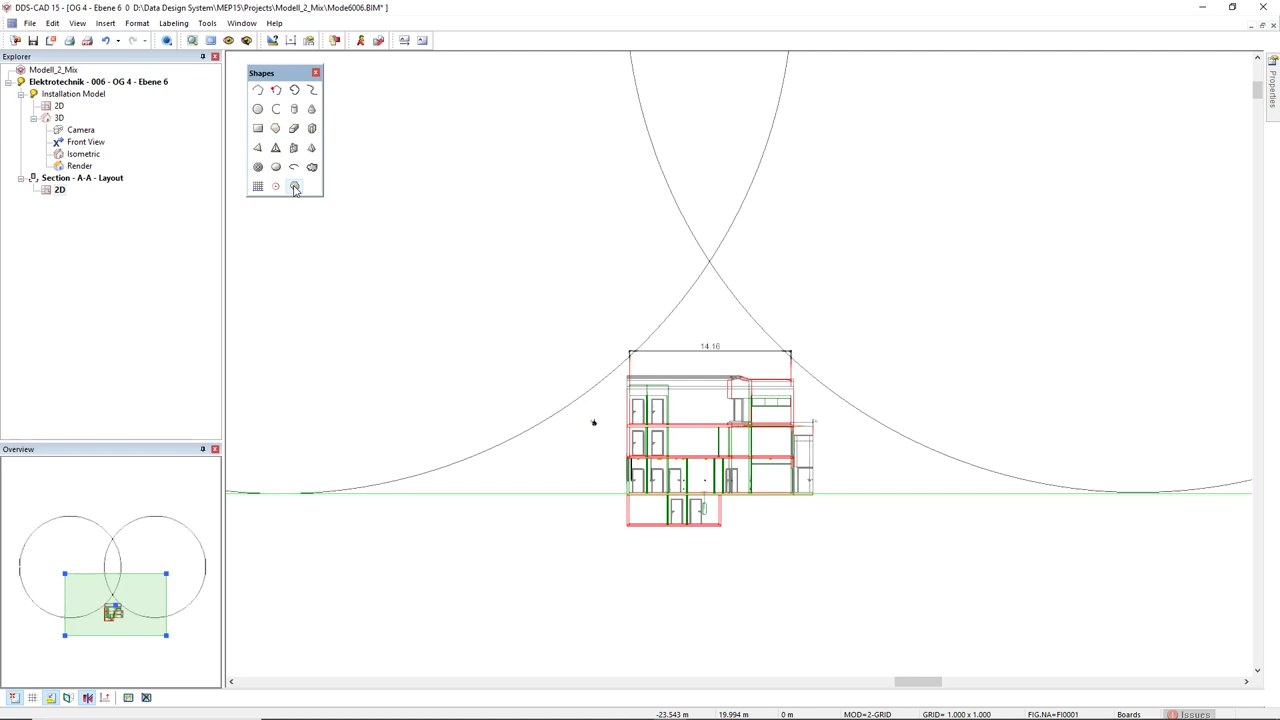 DDS-CAD 15 - [OG 4 - Ebene 6  0  D:\Data Design System\MEP15\Projects\Modell_2_Mix\Mode6006.BIM* ]
File Edit View Insert Format Labeling Tools Window Help
Explorer
Modell_2_Mix
Elektrotechnik - 006 - OG 4 - Ebene 6
Installation Model
2D
3D
Camera
Front View
Isometric
Render
Section - A-A - Layout
2D
Shapes
14.16
Properties
Overview
-23.543 m 19.994 m 0 m MOD=2-GRID GRID= 1.000 x 1.000 FIG.NA=FI0001 Boards Issues